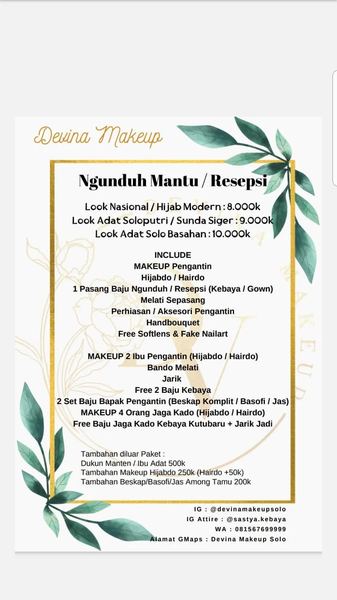 Devina Makeup
Ngunduh Mantu / Resepsi
Look Nasional / Hijab Modern : 8.000k
Look Adat Soloputri / Sunda Siger : 9.000k
Look Adat Solo Basahan : 10.000k
INCLUDE
MAKEUP Pengantin
Hijabdo / Hairdo
1 Pasang Baju Ngunduh / Resepsi (Kebaya / Gown)
Melati Sepasang
Perhiasan / Aksesori Pengantin
Handbouquet
Free Softlens & Fake Nailart
MAKEUP 2 Ibu Pengantin (Hijabdo / Hairdo)
Bando Melati
Jarik
Free 2 Baju Kebaya
2 Set Baju Bapak Pengantin (Beskap Komplit / Basofi / Jas)
MAKEUP 4 Orang Jaga Kado (Hijabdo / Hairdo)
Free Baju Jaga Kado Kebaya Kutubaru + Jarik Jadi
Tambahan diluar Paket :
Dukun Manten / Ibu Adat 500k
Tambahan Makeup Hijabdo 250k (Hairdo +50k)
Tambahan Beskap/Basofi/Jas Among Tamu 200k
IG : @devinamakeupsolo
IG Attire : @sastya.kebaya
WA : 081567699999
Alamat GMaps : Devina Makeup Solo